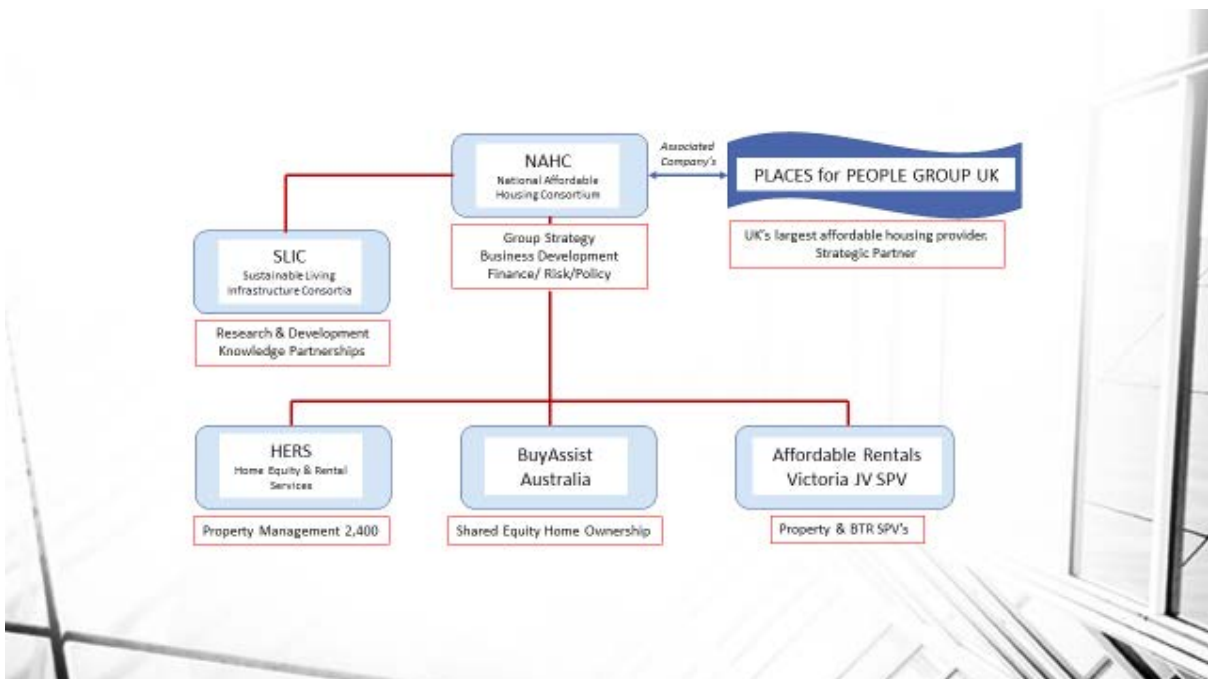 NAHC
National Affordable
Housing Consortium
Associated
Company's
PLACES for PEOPLE GROUP UK
Group Strategy
Business Development
Finance/ Risk/Policy
UK's largest affordable housing provider.
Strategic Partner
SLIC
Sustainable Living
Infrastructure Consortia
Research & Development
Knowledge Partnerships
HERS
Home Equity & Rental
Services
Property Management 2,400
BuyAssist
Australia
Shared Equity Home Ownership
Affordable Rentals
Victoria JV SPV
Property & BTR SPV's